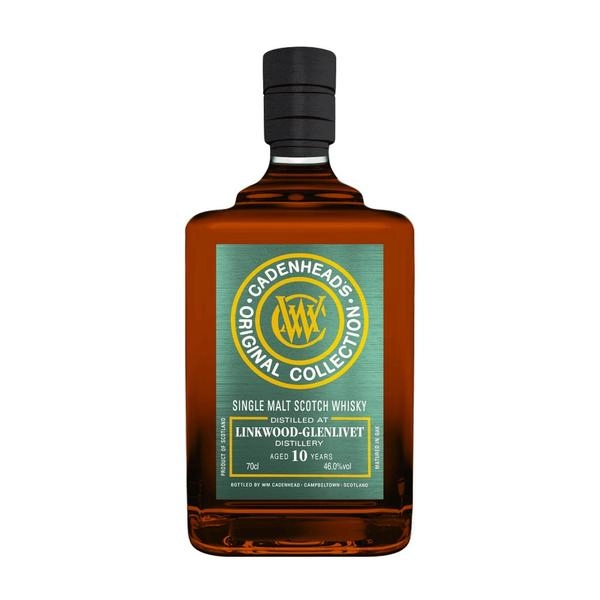 • CADENHEAD'S •
ORIGINAL COLLECTION
WC
SINGLE MALT SCOTCH WHISKY
DISTILLED AT
LINKWOOD-GLENLIVET
DISTILLERY
AGED 10 YEARS
70cl 46.0%vol
PRODUCT OF SCOTLAND
MATURED IN OAK
BOTTLED BY WM CADENHEAD · CAMPBELTOWN · SCOTLAND